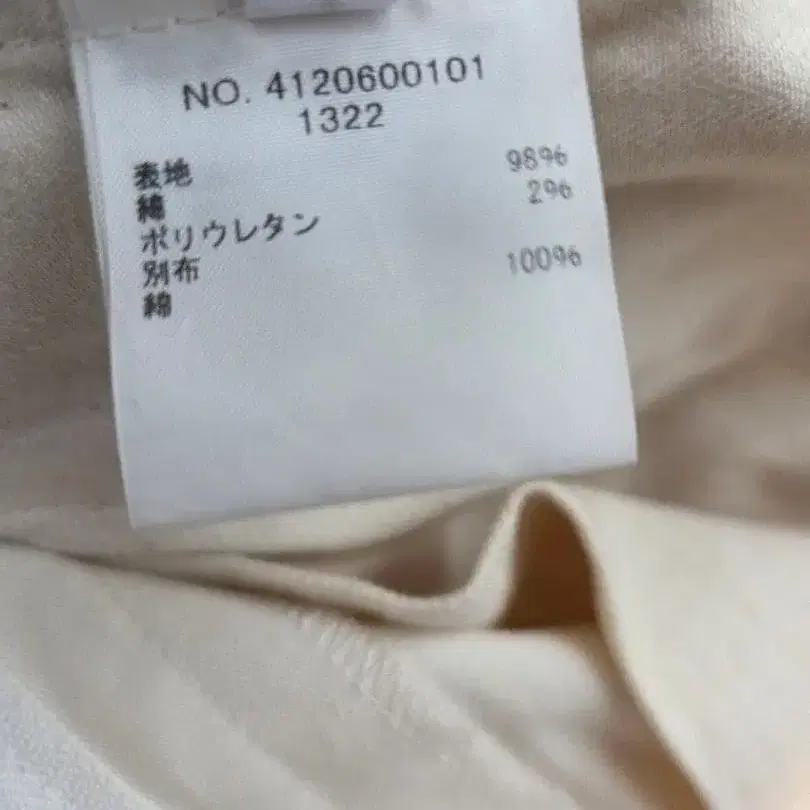 NO. 4120600101
1322
表地
綿 98%
ポリウレタン 2%
別布
綿 100%